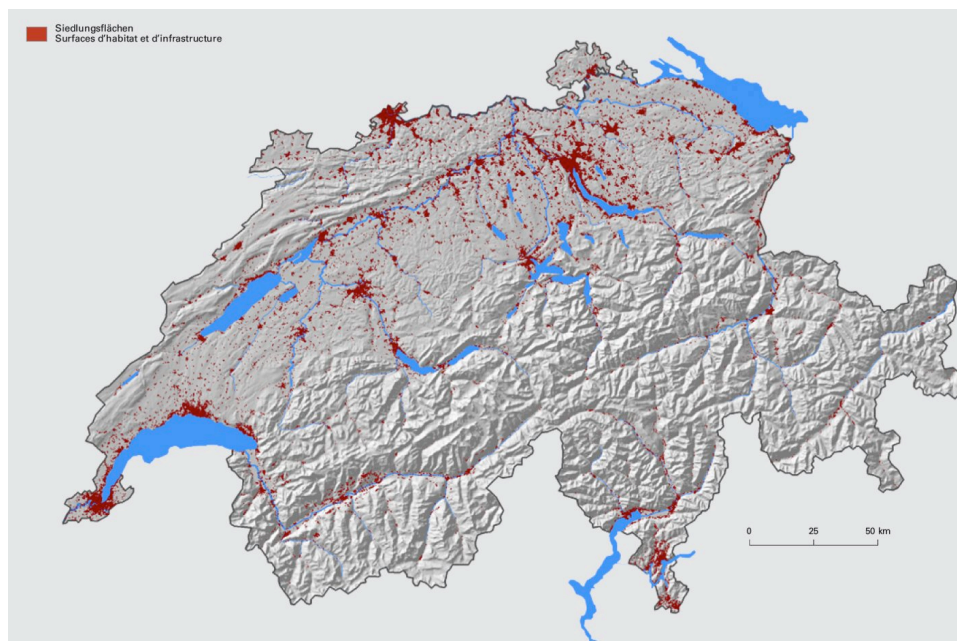 Siedlungsflächen
Surfaces d'habitat et d'infrastructure
0 25 50 km